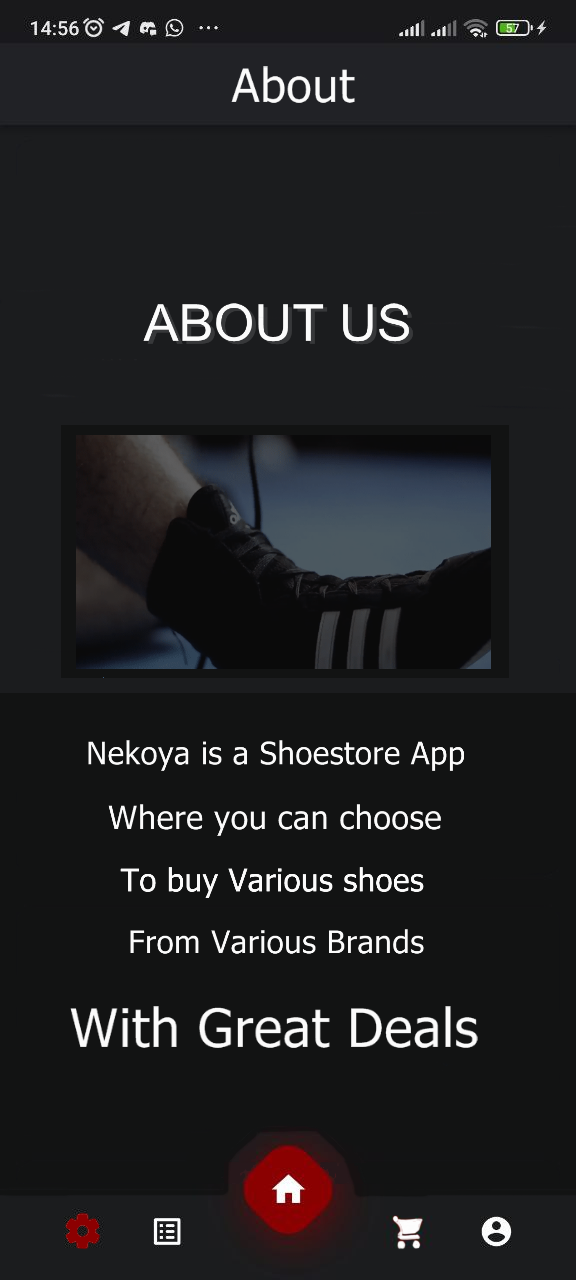 14:56
57
About
ABOUT US
Nekoya is a Shoestore App
Where you can choose
To buy Various shoes
From Various Brands
With Great Deals